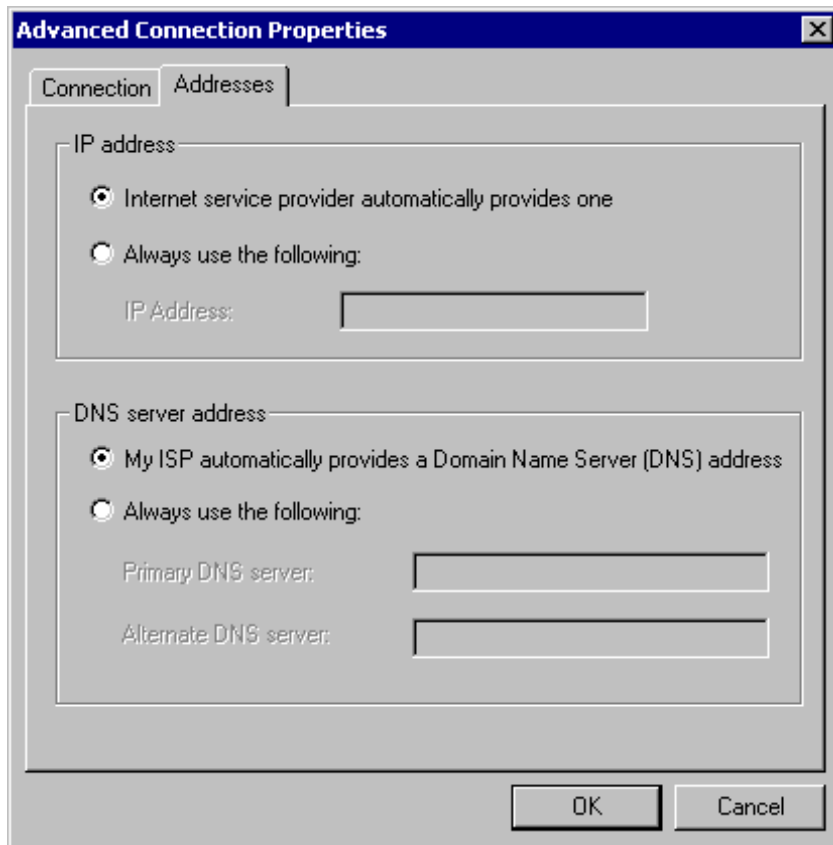 Advanced Connection Properties
Connection Addresses
IP address
Internet service provider automatically provides one
Always use the following:
IP Address:
DNS server address
My ISP automatically provides a Domain Name Server (DNS) address
Always use the following:
Primary DNS server:
Alternate DNS server:
OK Cancel